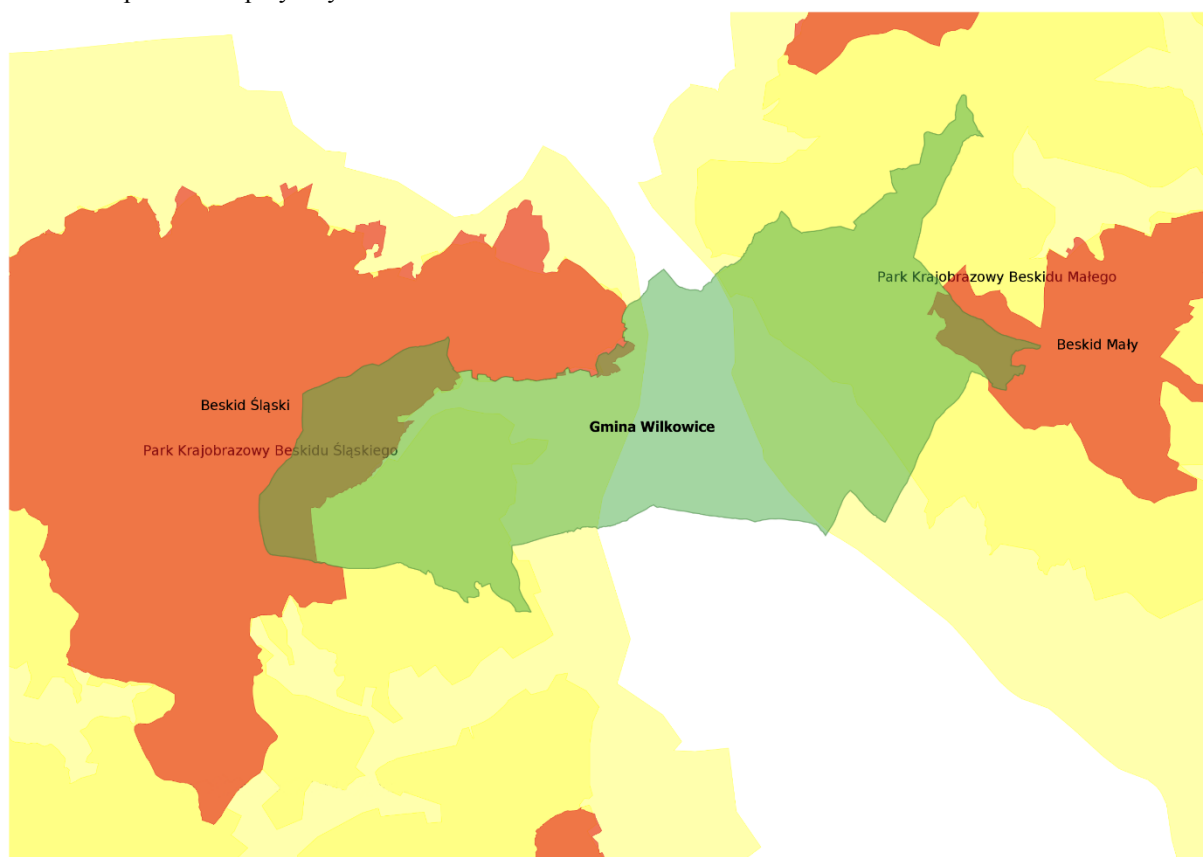 Park Krajobrazowy Beskidu Małego
Beskid Mały
Beskid Śląski
Gmina Wilkowice
Park Krajobrazowy Beskidu Śląskiego